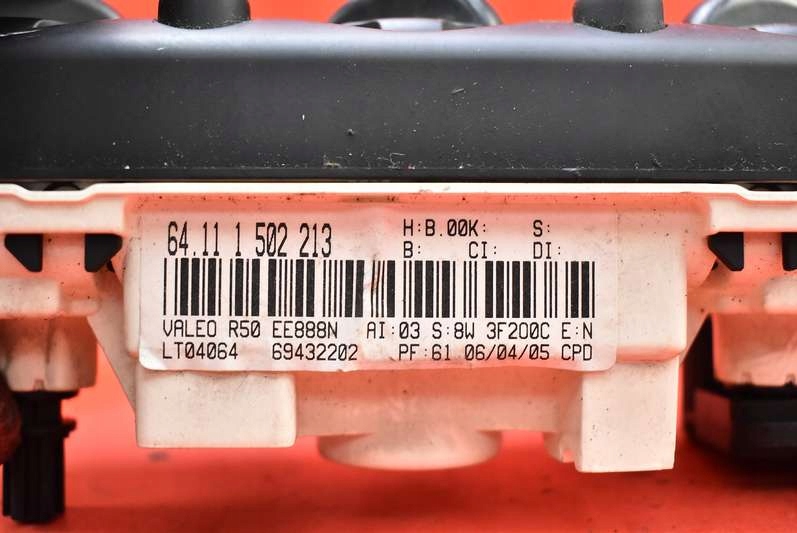 64.11 1 502 213 H:B.00K: S:
B: CI: DI:
VALEO R50 EE888N AI:03 S:8W 3F200C E:N
LT04064 69432202 PF:61 06/04/05 CPD